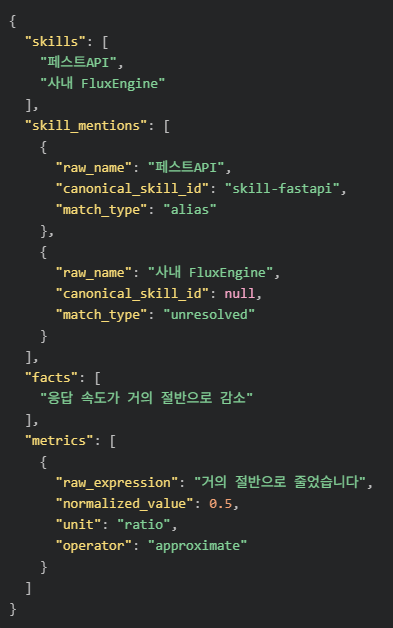 {
  "skills": [
    "페스트API",
    "사내 FluxEngine"
  ],
  "skill_mentions": [
    {
      "raw_name": "페스트API",
      "canonical_skill_id": "skill-fastapi",
      "match_type": "alias"
    },
    {
      "raw_name": "사내 FluxEngine",
      "canonical_skill_id": null,
      "match_type": "unresolved"
    }
  ],
  "facts": [
    "응답 속도가 거의 절반으로 감소"
  ],
  "metrics": [
    {
      "raw_expression": "거의 절반으로 줄었습니다",
      "normalized_value": 0.5,
      "unit": "ratio",
      "operator": "approximate"
    }
  ]
}